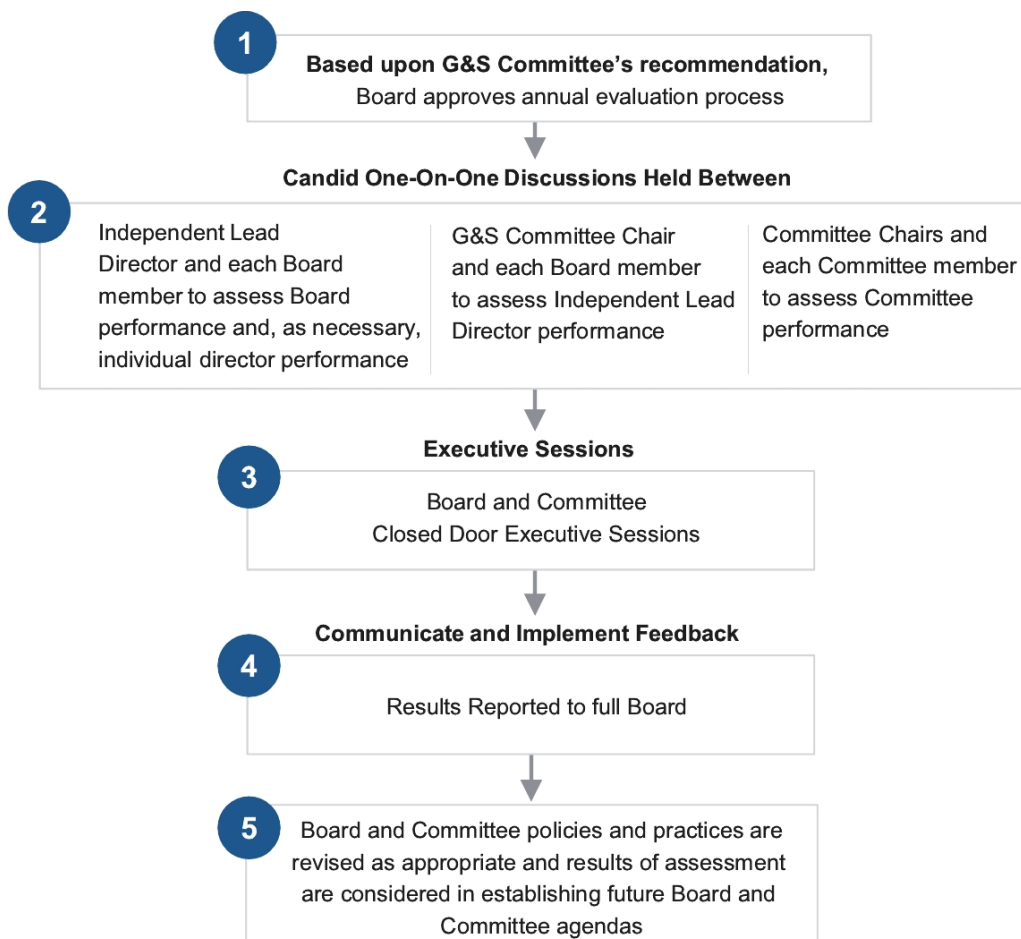 1
Based upon G&S Committee's recommendation,
Board approves annual evaluation process
Candid One-On-One Discussions Held Between
2
Independent Lead
Director and each Board
member to assess Board
performance and, as necessary,
individual director performance
G&S Committee Chair
and each Board member
to assess Independent Lead
Director performance
Committee Chairs and
each Committee member
to assess Committee
performance
Executive Sessions
3
Board and Committee
Closed Door Executive Sessions
Communicate and Implement Feedback
4
Results Reported to full Board
5
Board and Committee policies and practices are
revised as appropriate and results of assessment
are considered in establishing future Board and
Committee agendas